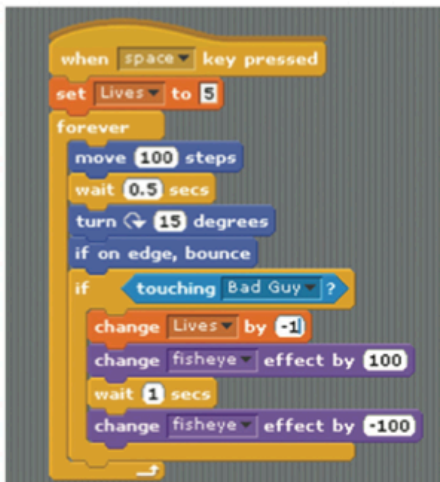 when space key pressed
set Lives to 5
forever
move 100 steps
wait 0.5 secs
turn 15 degrees
if on edge, bounce
if touching Bad Guy ?
change Lives by -1
change fisheye effect by 100
wait 1 secs
change fisheye effect by -100